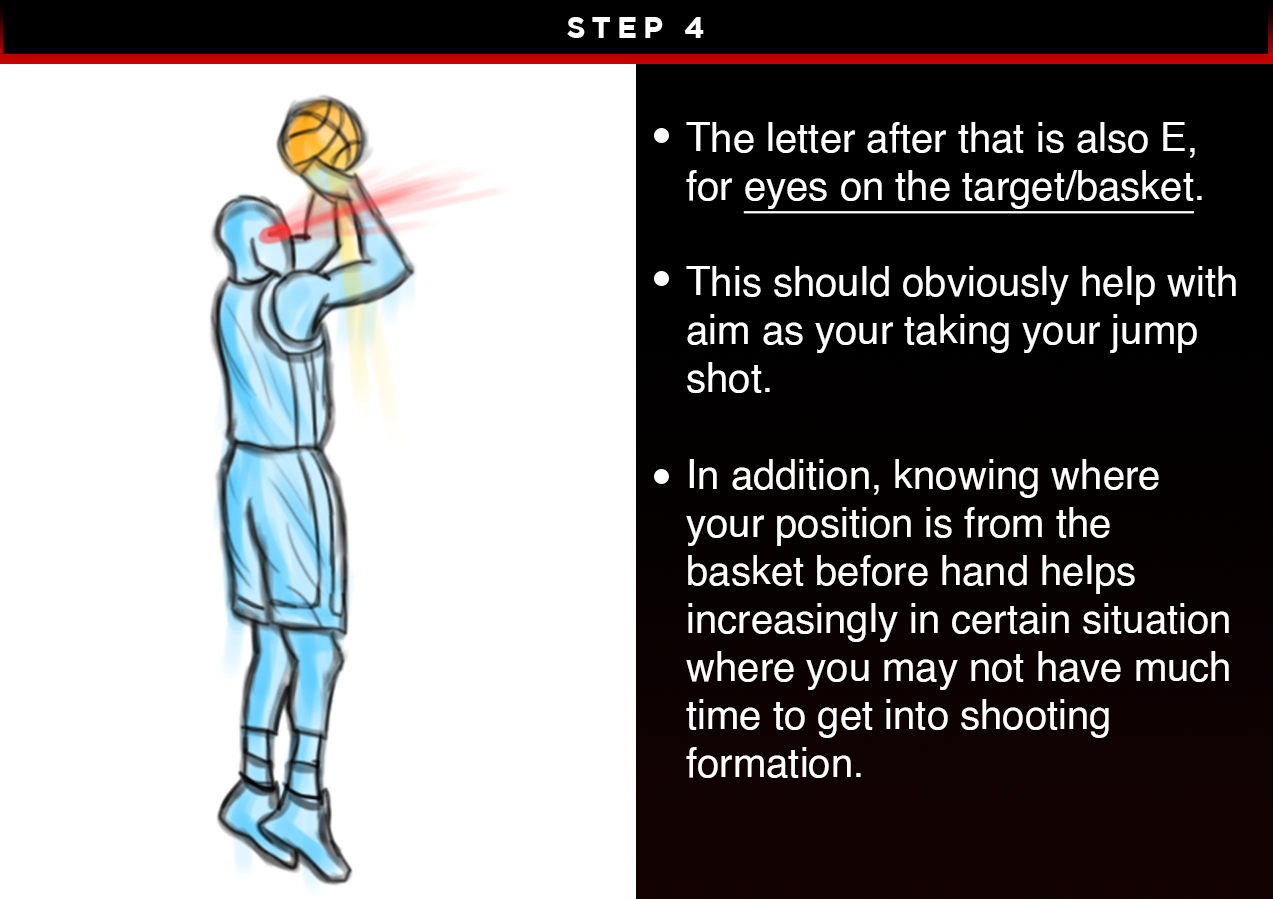 STEP 4
• The letter after that is also E,
for eyes on the target/basket.
• This should obviously help with
aim as your taking your jump
shot.
• In addition, knowing where
your position is from the
basket before hand helps
increasingly in certain situation
where you may not have much
time to get into shooting
formation.